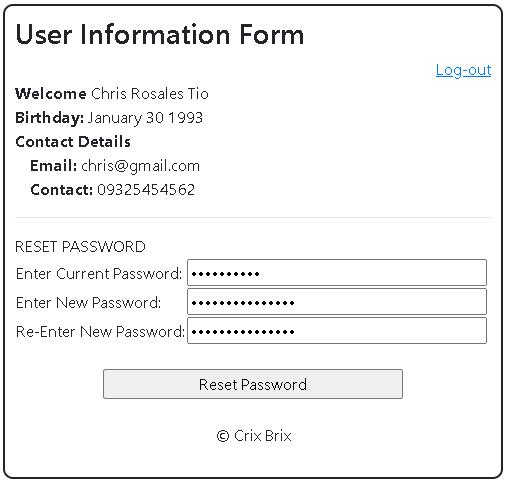 User Information Form
Log-out
Welcome Chris Rosales Tio
Birthday: January 30 1993
Contact Details
Email: chris@gmail.com
Contact: 09325454562
RESET PASSWORD
Enter Current Password: ••••••••••
Enter New Password: •••••••••••••••
Re-Enter New Password: •••••••••••••••
Reset Password
© Crix Brix